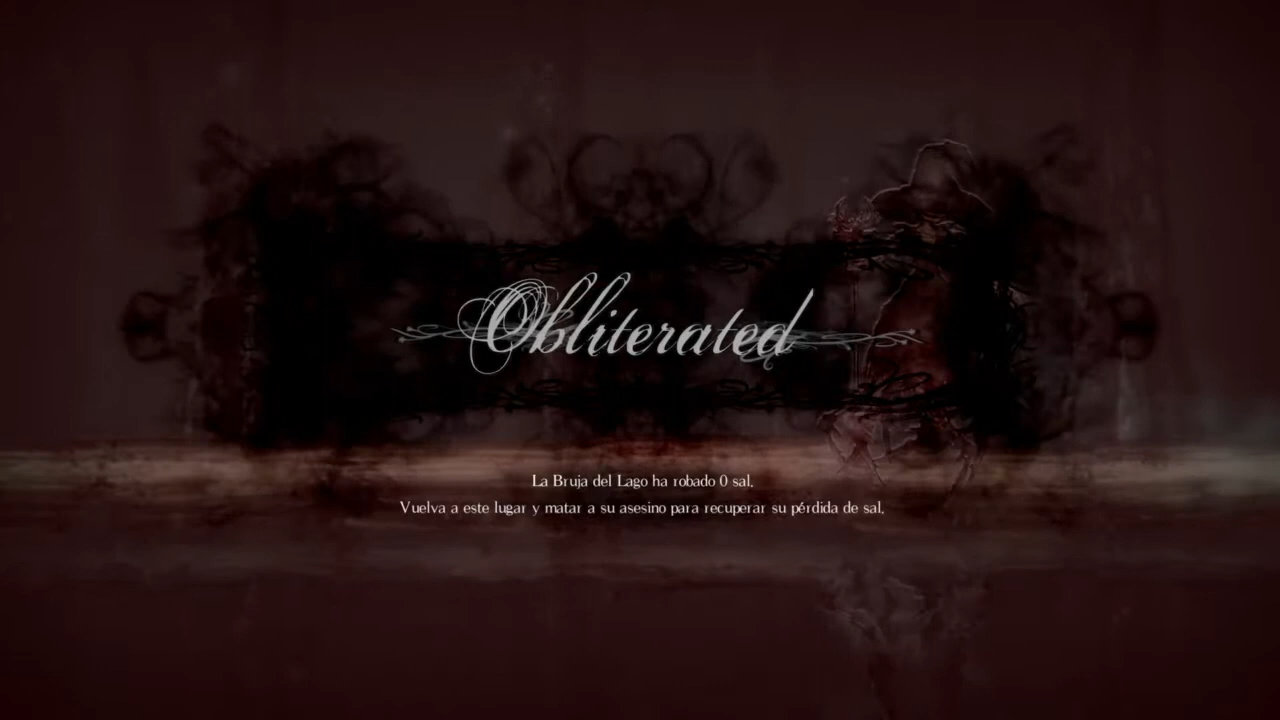 Obliterated
La Bruja del Lago ha robado 0 sal.
Vuelva a este lugar y matar a su asesino para recuperar su pérdida de sal.